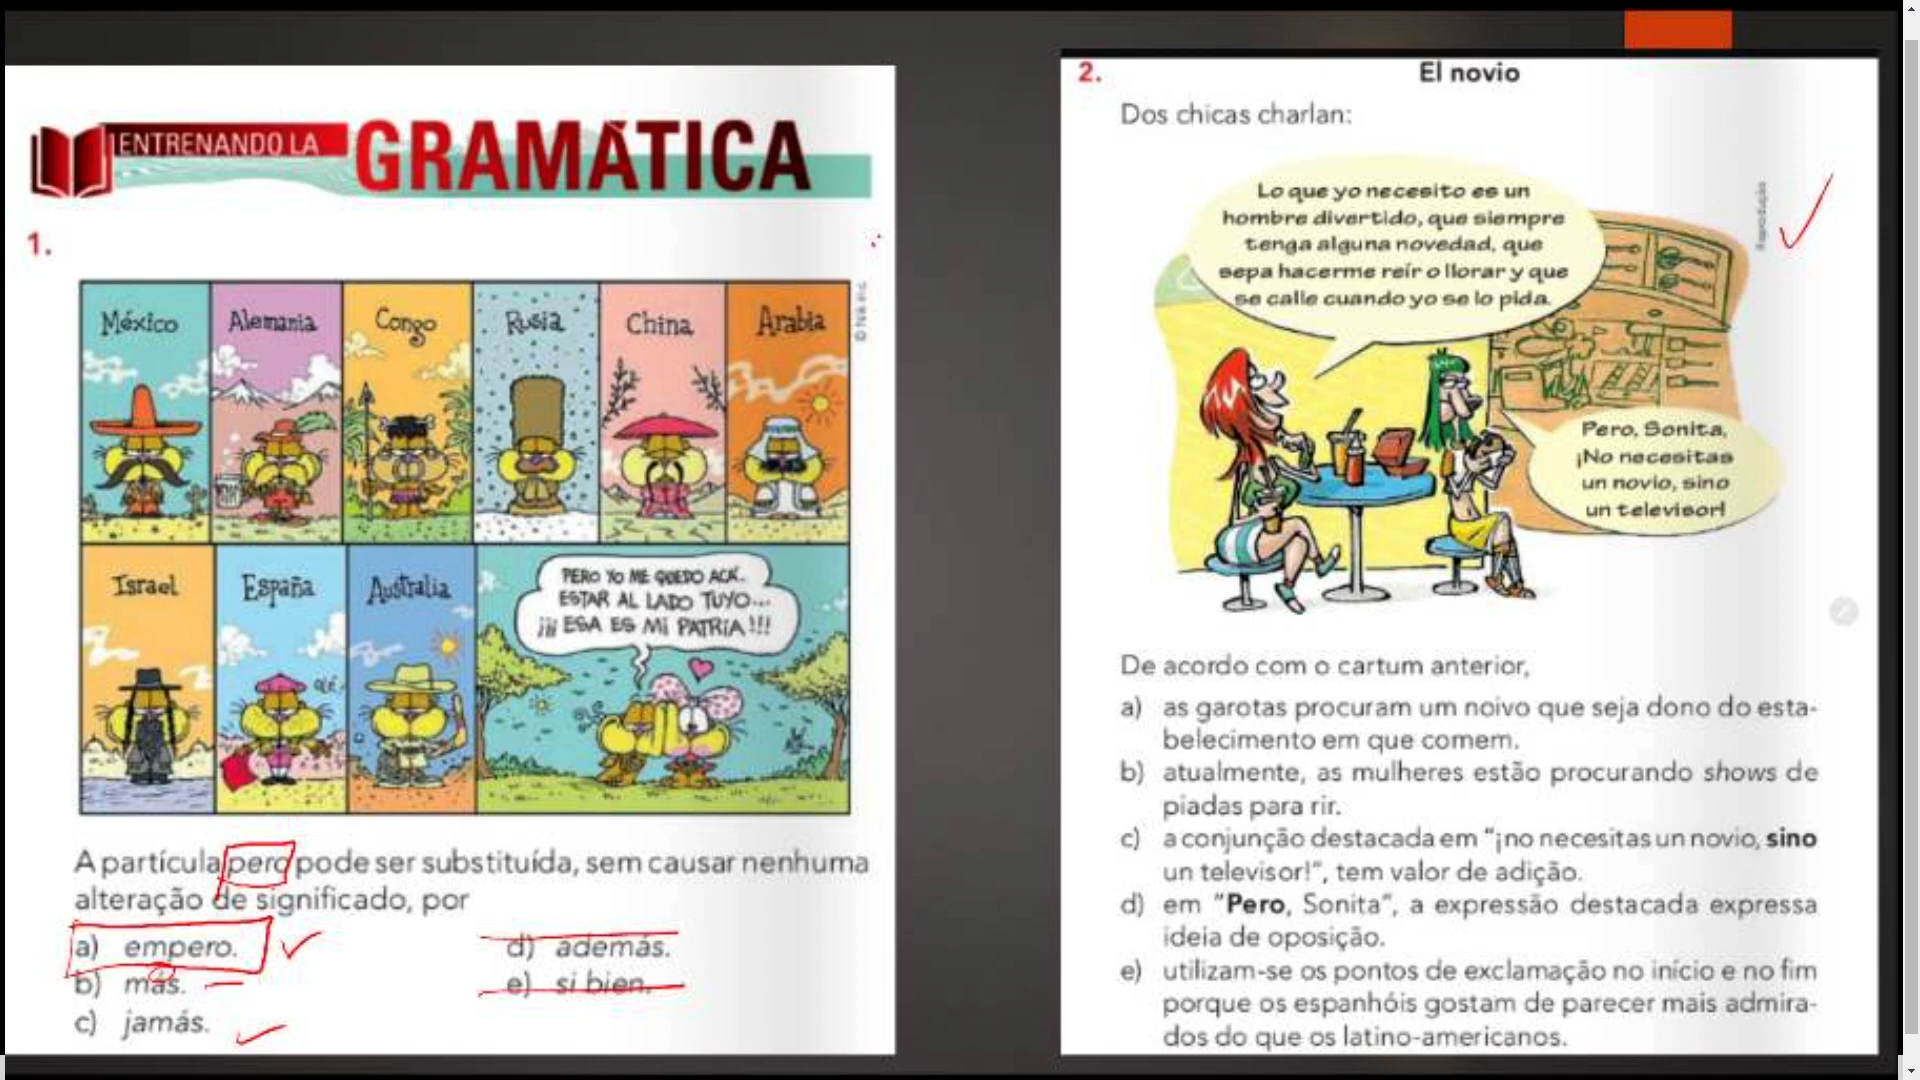 ENTRENANDO LA GRAMÁTICA
1.
México Alemania Congo Rusia China Arabia
© Nik Inc.
Israel España Australia
olé
PERO YO ME QUEDO ACÁ.
ESTAR AL LADO TUYO...
¡¡¡ ESA ES Mi PATRiA !!!
A partícula pero pode ser substituída, sem causar nenhuma
alteração de significado, por
a) empero.
b) más.
c) jamás.
d) además.
e) si bien.
2.
El novio
Dos chicas charlan:
Lo que yo necesito es un
hombre divertido, que siempre
tenga alguna novedad, que
sepa hacerme reír o llorar y que
se calle cuando yo se lo pida.
Reprodução
Pero, Sonita,
¡No necesitas
un novio, sino
un televisor!
De acordo com o cartum anterior,
a) as garotas procuram um noivo que seja dono do esta-
belecimento em que comem.
b) atualmente, as mulheres estão procurando shows de
piadas para rir.
c) a conjunção destacada em “¡no necesitas un novio, sino
un televisor!”, tem valor de adição.
d) em “Pero, Sonita”, a expressão destacada expressa
ideia de oposição.
e) utilizam-se os pontos de exclamação no início e no fim
porque os espanhóis gostam de parecer mais admira-
dos do que os latino-americanos.